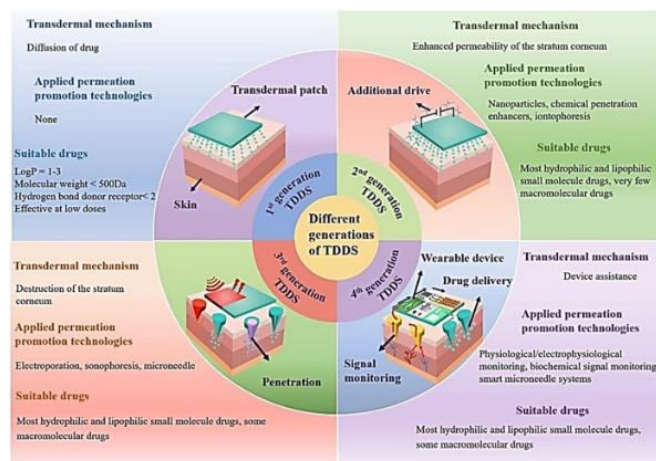 Transdermal mechanism
Diffusion of drug
Applied permeation
promotion technologies
None
Suitable drugs
LogP = 1-3
Molecular weight < 500Da
Hydrogen bond donor receptor< 2
Effective at low doses
Transdermal patch
Skin
1st generation
TDDS
Transdermal mechanism
Enhanced permeability of the stratum corneum
Applied permeation
promotion technologies
Nanoparticles, chemical penetration
enhancers, iontophoresis
Suitable drugs
Most hydrophilic and lipophilic
small molecule drugs, very few
macromolecular drugs
Additional drive
2nd generation
TDDS
Different
generations
of TDDS
Transdermal mechanism
Destruction of the stratum
corneum
Applied permeation
promotion technologies
Electroporation, sonophoresis, microneedle
Suitable drugs
Most hydrophilic and lipophilic small molecule drugs, some
macromolecular drugs
3rd generation
TDDS
Penetration
4th generation
TDDS
Wearable device
Drug delivery
Signal
monitoring
Transdermal mechanism
Device assistance
Applied permeation
promotion technologies
Physiological/electrophysiological
monitoring, biochemical signal monitoring
smart microneedle systems
Suitable drugs
Most hydrophilic and lipophilic small molecule drugs,
some macromolecular drugs